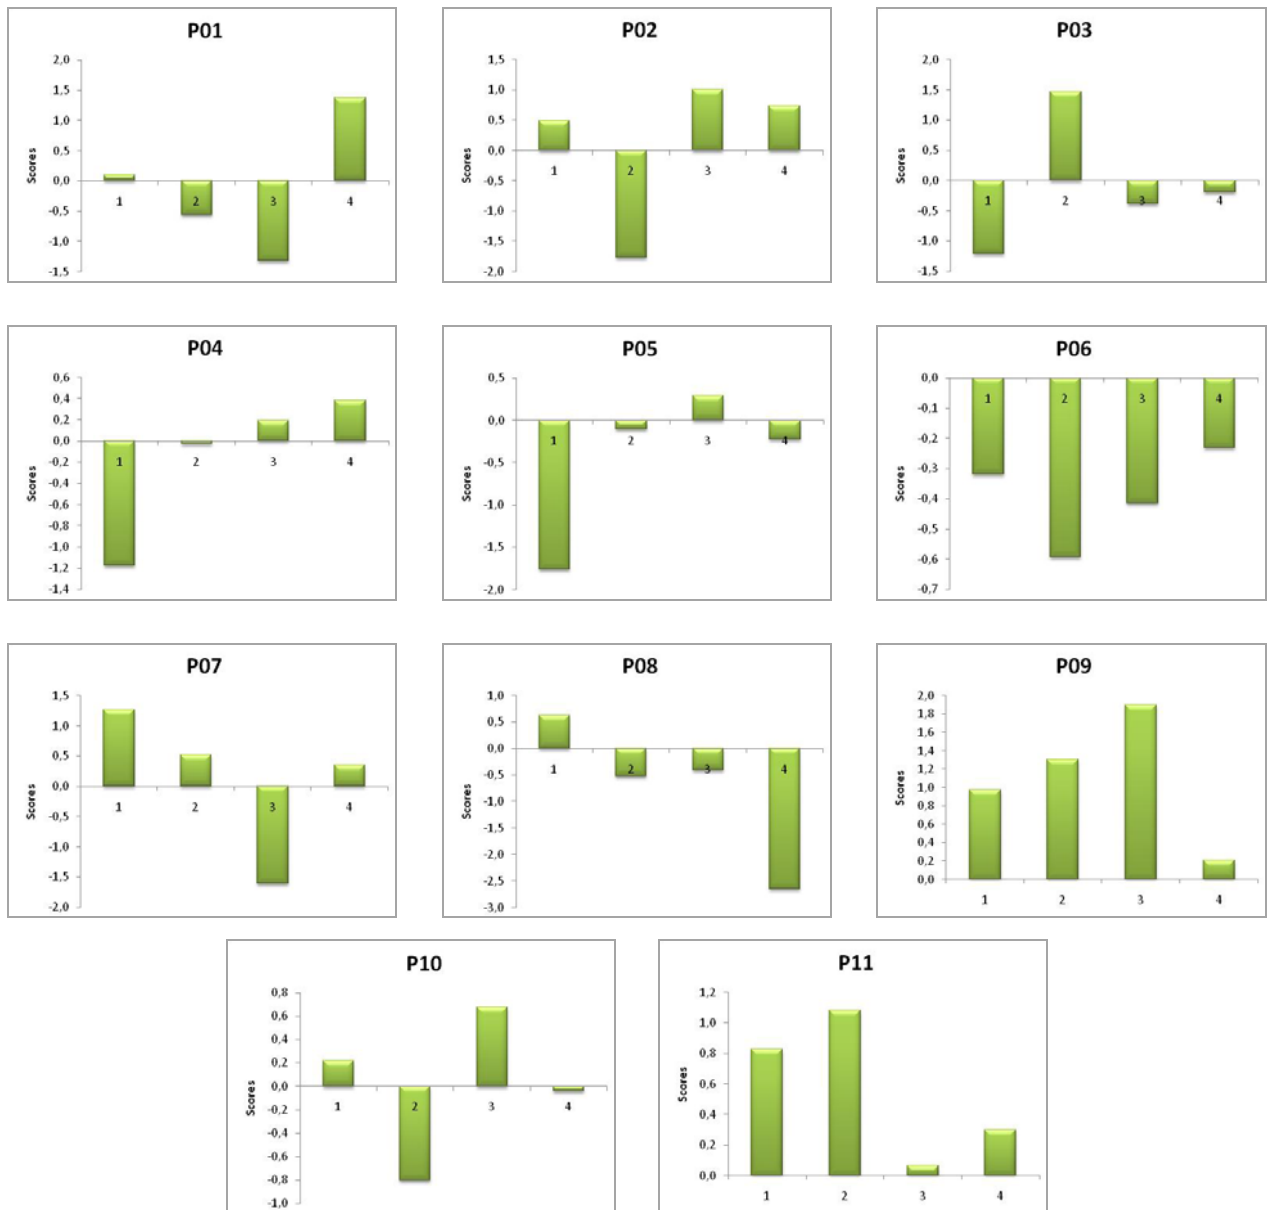 P01
2,0
1,5
1,0
0,5
0,0
-0,5
-1,0
-1,5
Scores
1 2 3 4
P02
1,5
1,0
0,5
0,0
-0,5
-1,0
-1,5
-2,0
Scores
1 2 3 4
P03
2,0
1,5
1,0
0,5
0,0
-0,5
-1,0
-1,5
Scores
1 2 3 4
P04
0,6
0,4
0,2
0,0
-0,2
-0,4
-0,6
-0,8
-1,0
-1,2
-1,4
Scores
1 2 3 4
P05
0,5
0,0
-0,5
-1,0
-1,5
-2,0
Scores
1 2 3 4
P06
0,0
-0,1
-0,2
-0,3
-0,4
-0,5
-0,6
-0,7
Scores
1 2 3 4
P07
1,5
1,0
0,5
0,0
-0,5
-1,0
-1,5
-2,0
Scores
1 2 3 4
P08
1,0
0,5
0,0
-0,5
-1,0
-1,5
-2,0
-2,5
-3,0
Scores
1 2 3 4
P09
2,0
1,8
1,6
1,4
1,2
1,0
0,8
0,6
0,4
0,2
0,0
Scores
1 2 3 4
P10
0,8
0,6
0,4
0,2
0,0
-0,2
-0,4
-0,6
-0,8
-1,0
Scores
1 2 3 4
P11
1,2
1,0
0,8
0,6
0,4
0,2
0,0
Scores
1 2 3 4